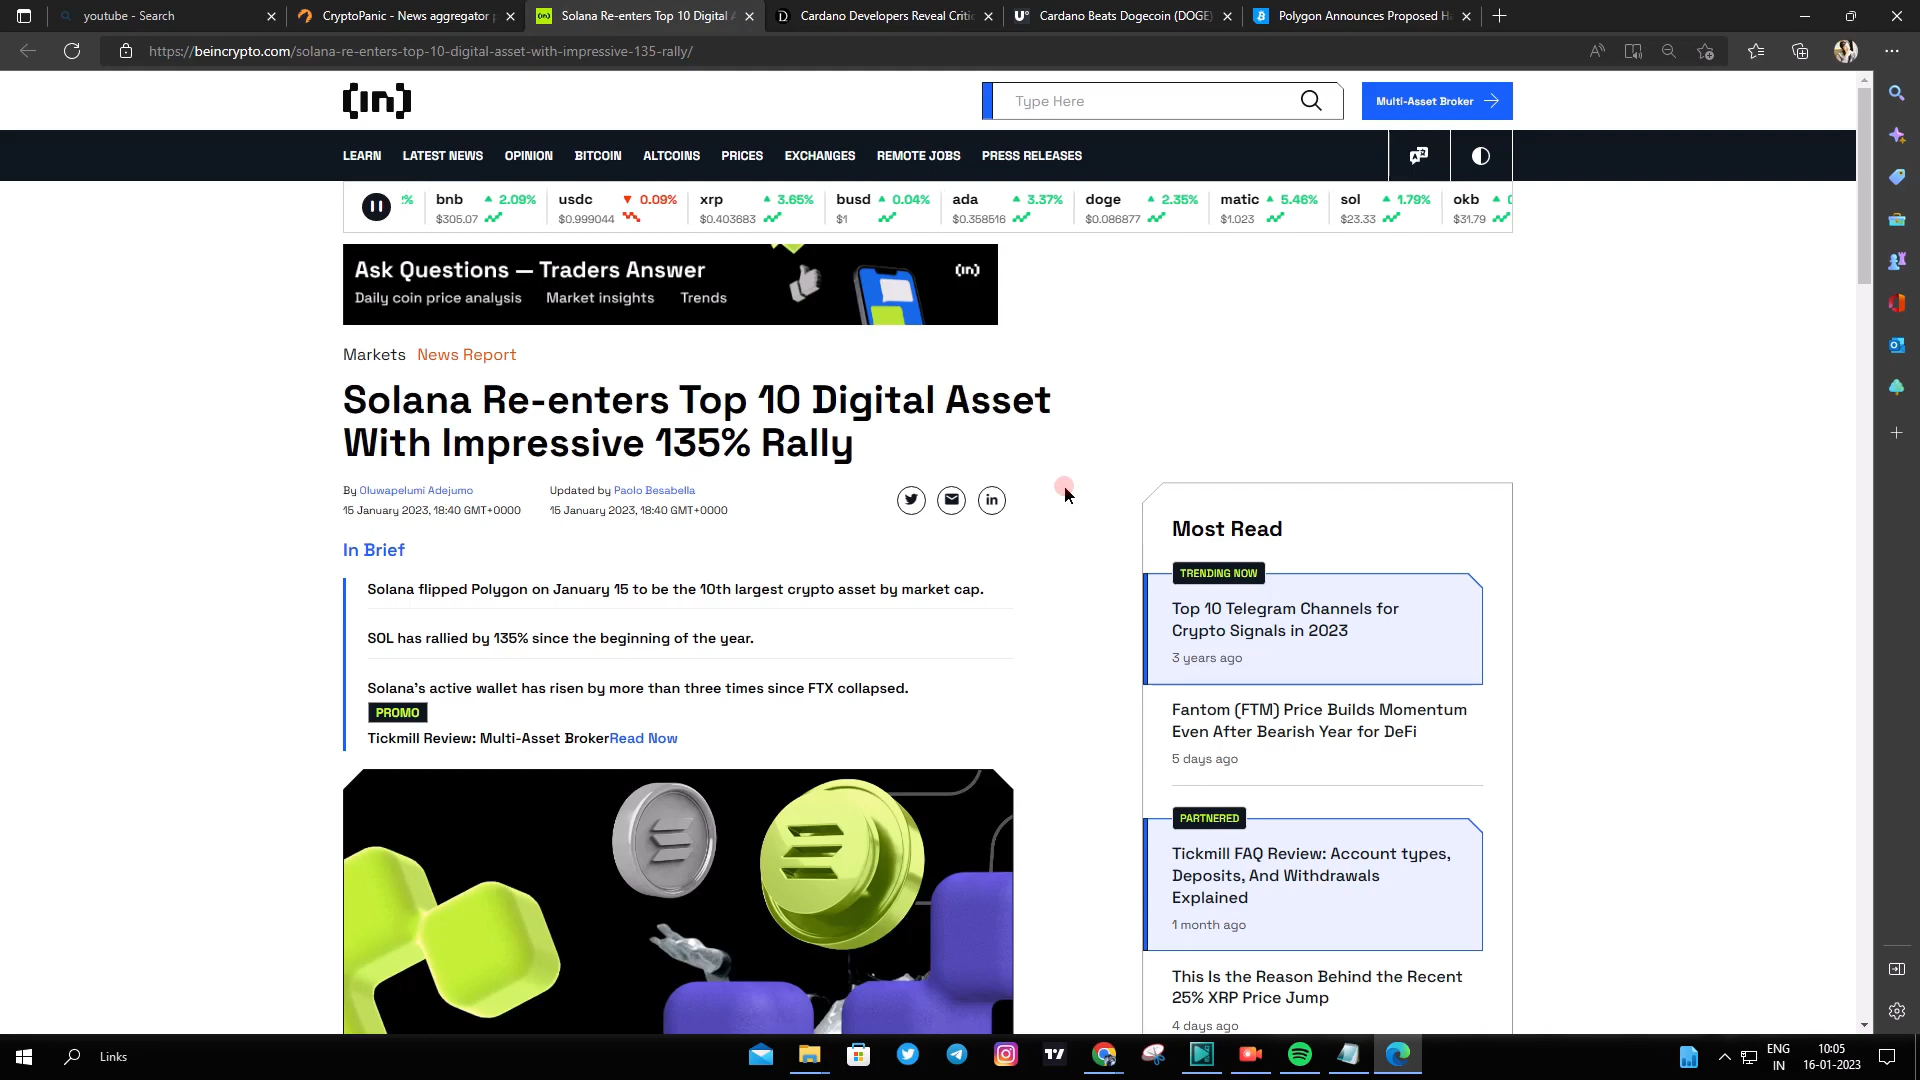 youtube - Search
CryptoPanic - News aggregator
Solana Re-enters Top 10 Digital
Cardano Developers Reveal Critic
Cardano Beats Dogecoin (DOGE)
Polygon Announces Proposed
https://beincrypto.com/solana-re-enters-top-10-digital-asset-with-impressive-135-rally/
[in]
Type Here
Multi-Asset Broker
LEARN LATEST NEWS OPINION BITCOIN ALTCOINS PRICES EXCHANGES REMOTE JOBS PRESS RELEASES
% bnb 2.09% usdc 0.09% xrp 3.65% busd 0.04% ada 3.37% doge 2.35% matic 5.46% sol 1.79% okb
$305.07 $0.999044 $0.403683 $1 $0.358516 $0.086877 $1.023 $23.33 $31.79
Ask Questions — Traders Answer
(in)
Daily coin price analysis Market insights Trends
Markets News Report
Solana Re-enters Top 10 Digital Asset
With Impressive 135% Rally
By Oluwapelumi Adejumo
15 January 2023, 18:40 GMT+0000
Updated by Paolo Besabella
15 January 2023, 18:40 GMT+0000
In Brief
Solana flipped Polygon on January 15 to be the 10th largest crypto asset by market cap.
SOL has rallied by 135% since the beginning of the year.
Solana's active wallet has risen by more than three times since FTX collapsed.
PROMO
Tickmill Review: Multi-Asset BrokerRead Now
Most Read
TRENDING NOW
Top 10 Telegram Channels for
Crypto Signals in 2023
3 years ago
Fantom (FTM) Price Builds Momentum
Even After Bearish Year for DeFi
5 days ago
PARTNERED
Tickmill FAQ Review: Account types,
Deposits, And Withdrawals
Explained
1 month ago
This Is the Reason Behind the Recent
25% XRP Price Jump
4 days ago
Links
ENG
IN
10:05
16-01-2023